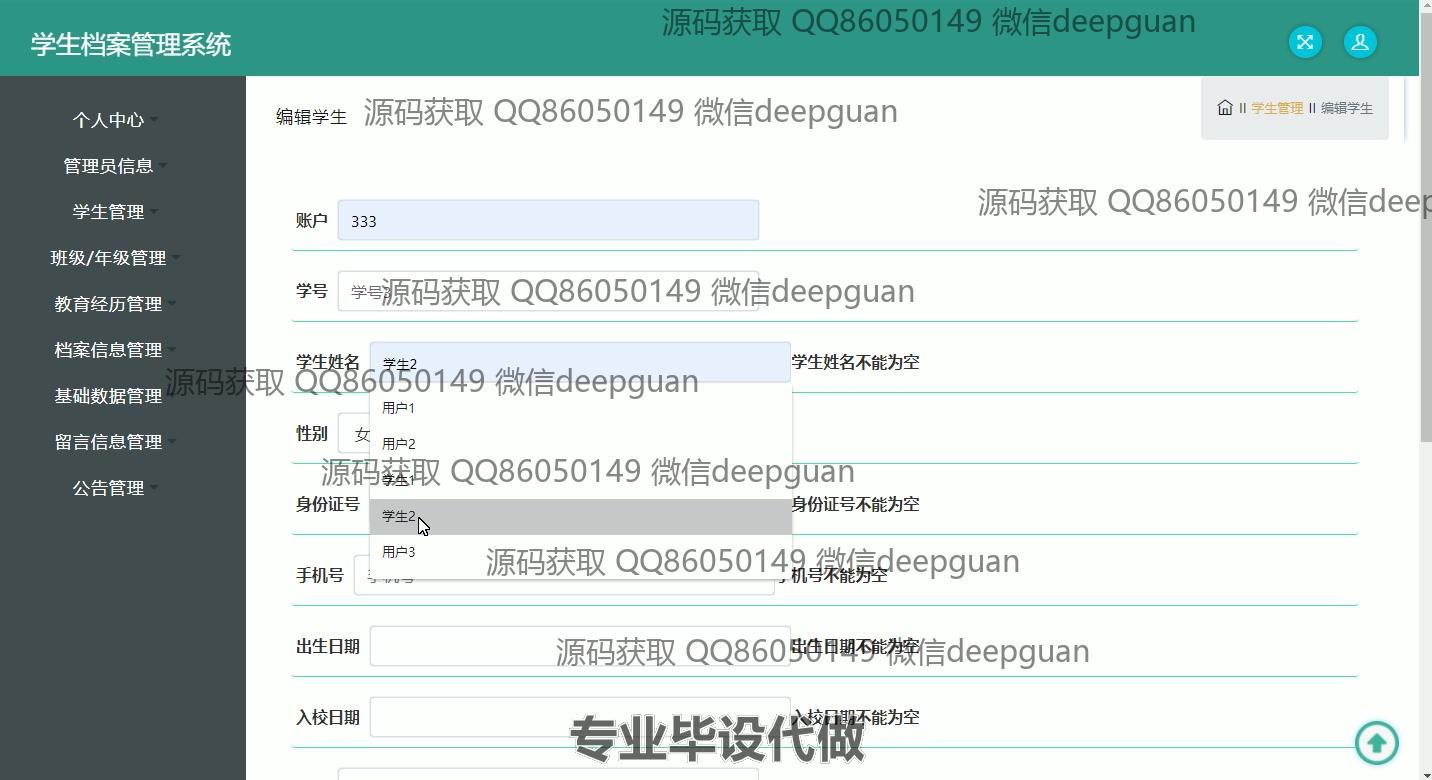 源码获取 QQ86050149 微信deepguan
学生档案管理系统
个人中心
管理员信息
学生管理
班级/年级管理
教育经历管理
档案信息管理
基础数据管理
留言信息管理
公告管理
编辑学生
源码获取 QQ86050149 微信deepguan
II 学生管理 II 编辑学生
源码获取 QQ86050149 微信deep
账户 333
学号 学号
源码获取 QQ86050149 微信deepguan
学生姓名 学生2 学生姓名不能为空
源码获取 QQ86050149 微信deepguan
用户1
性别 女
用户2
源码获取 QQ86050149 微信deepguan
学生1
身份证号 身份证号不能为空
学生2
用户3
源码获取 QQ86050149 微信deepguan
手机号 手机号 手机号不能为空
出生日期 出生日期不能为空
源码获取 QQ86050149 微信deepguan
入校日期 入校日期不能为空
专业毕设代做